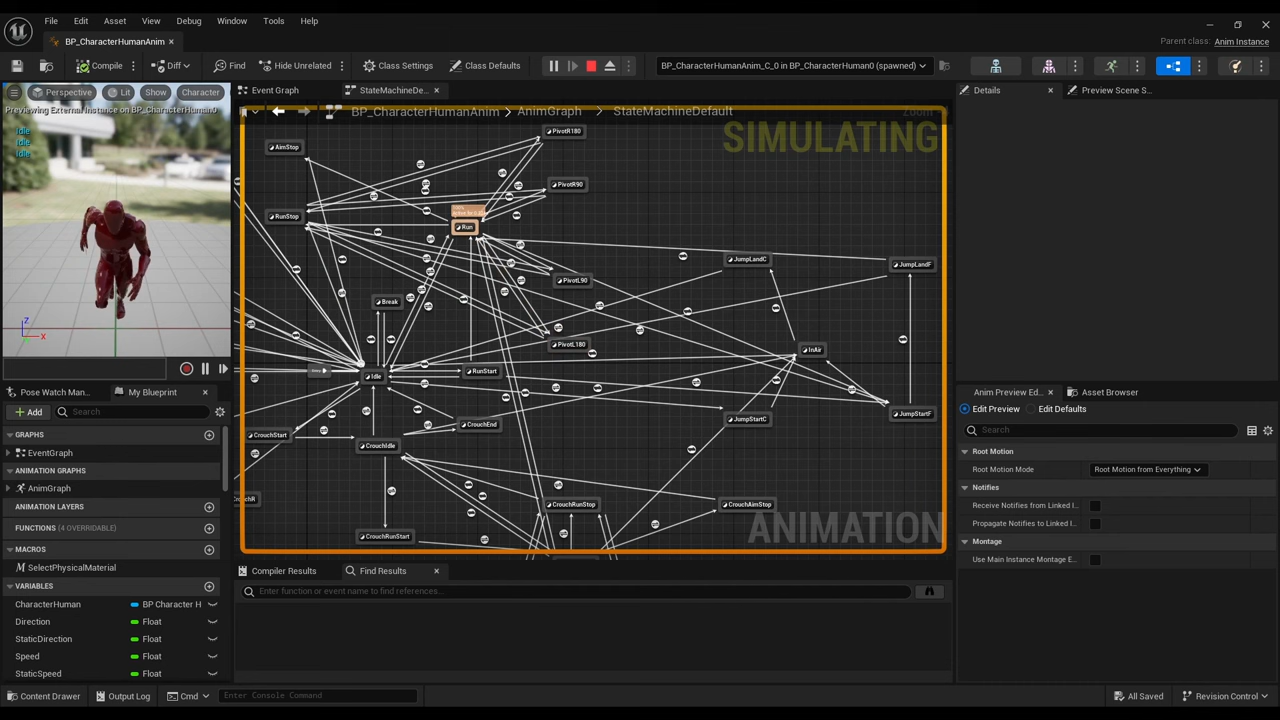 File Edit Asset View Window Tools Help
BP_CharacterHumanAnim
Parent class: Anim Instance
Compile Diff Find Hide Unrelated Class Settings Class Defaults BP_CharacterHumanAnim_C_0 in BP_CharacterHuman0 (spawned)
Perspective Lit Show Character
Previewing External Instance on BP_CharacterHuman0
Idle
Idle
Idle
Z
X
Event Graph StateMachineDe...
BP_CharacterHumanAnim AnimGraph StateMachineDefault Zoom
SIMULATING
AimStop
PivotR180
PivotR90
RunStop
Run
JumpLandC
JumpLandF
PivotL90
Break
PivotL180
InAir
Idle
RunStart
JumpStartC
JumpStartF
CrouchEnd
CrouchStart
CrouchIdle
CrouchRunStop
CrouchAimStop
CrouchRunStart
ANIMATION
Pose Watch Man... My Blueprint
Add Search
GRAPHS
EventGraph
ANIMATION GRAPHS
AnimGraph
ANIMATION LAYERS
FUNCTIONS (4 OVERRIDABLE)
MACROS
SelectPhysicalMaterial
VARIABLES
CharacterHuman BP Character H
Direction Float
StaticDirection Float
Speed Float
StaticSpeed Float
Compiler Results Find Results
Enter function or event name to find references...
Details Preview Scene S...
Anim Preview Ed... Asset Browser
Edit Preview Edit Defaults
Search
Root Motion
Root Motion Mode Root Motion from Everything
Notifies
Receive Notifies from Linked I...
Propagate Notifies to Linked I...
Montage
Use Main Instance Montage E...
Content Drawer Output Log Cmd Enter Console Command All Saved Revision Control